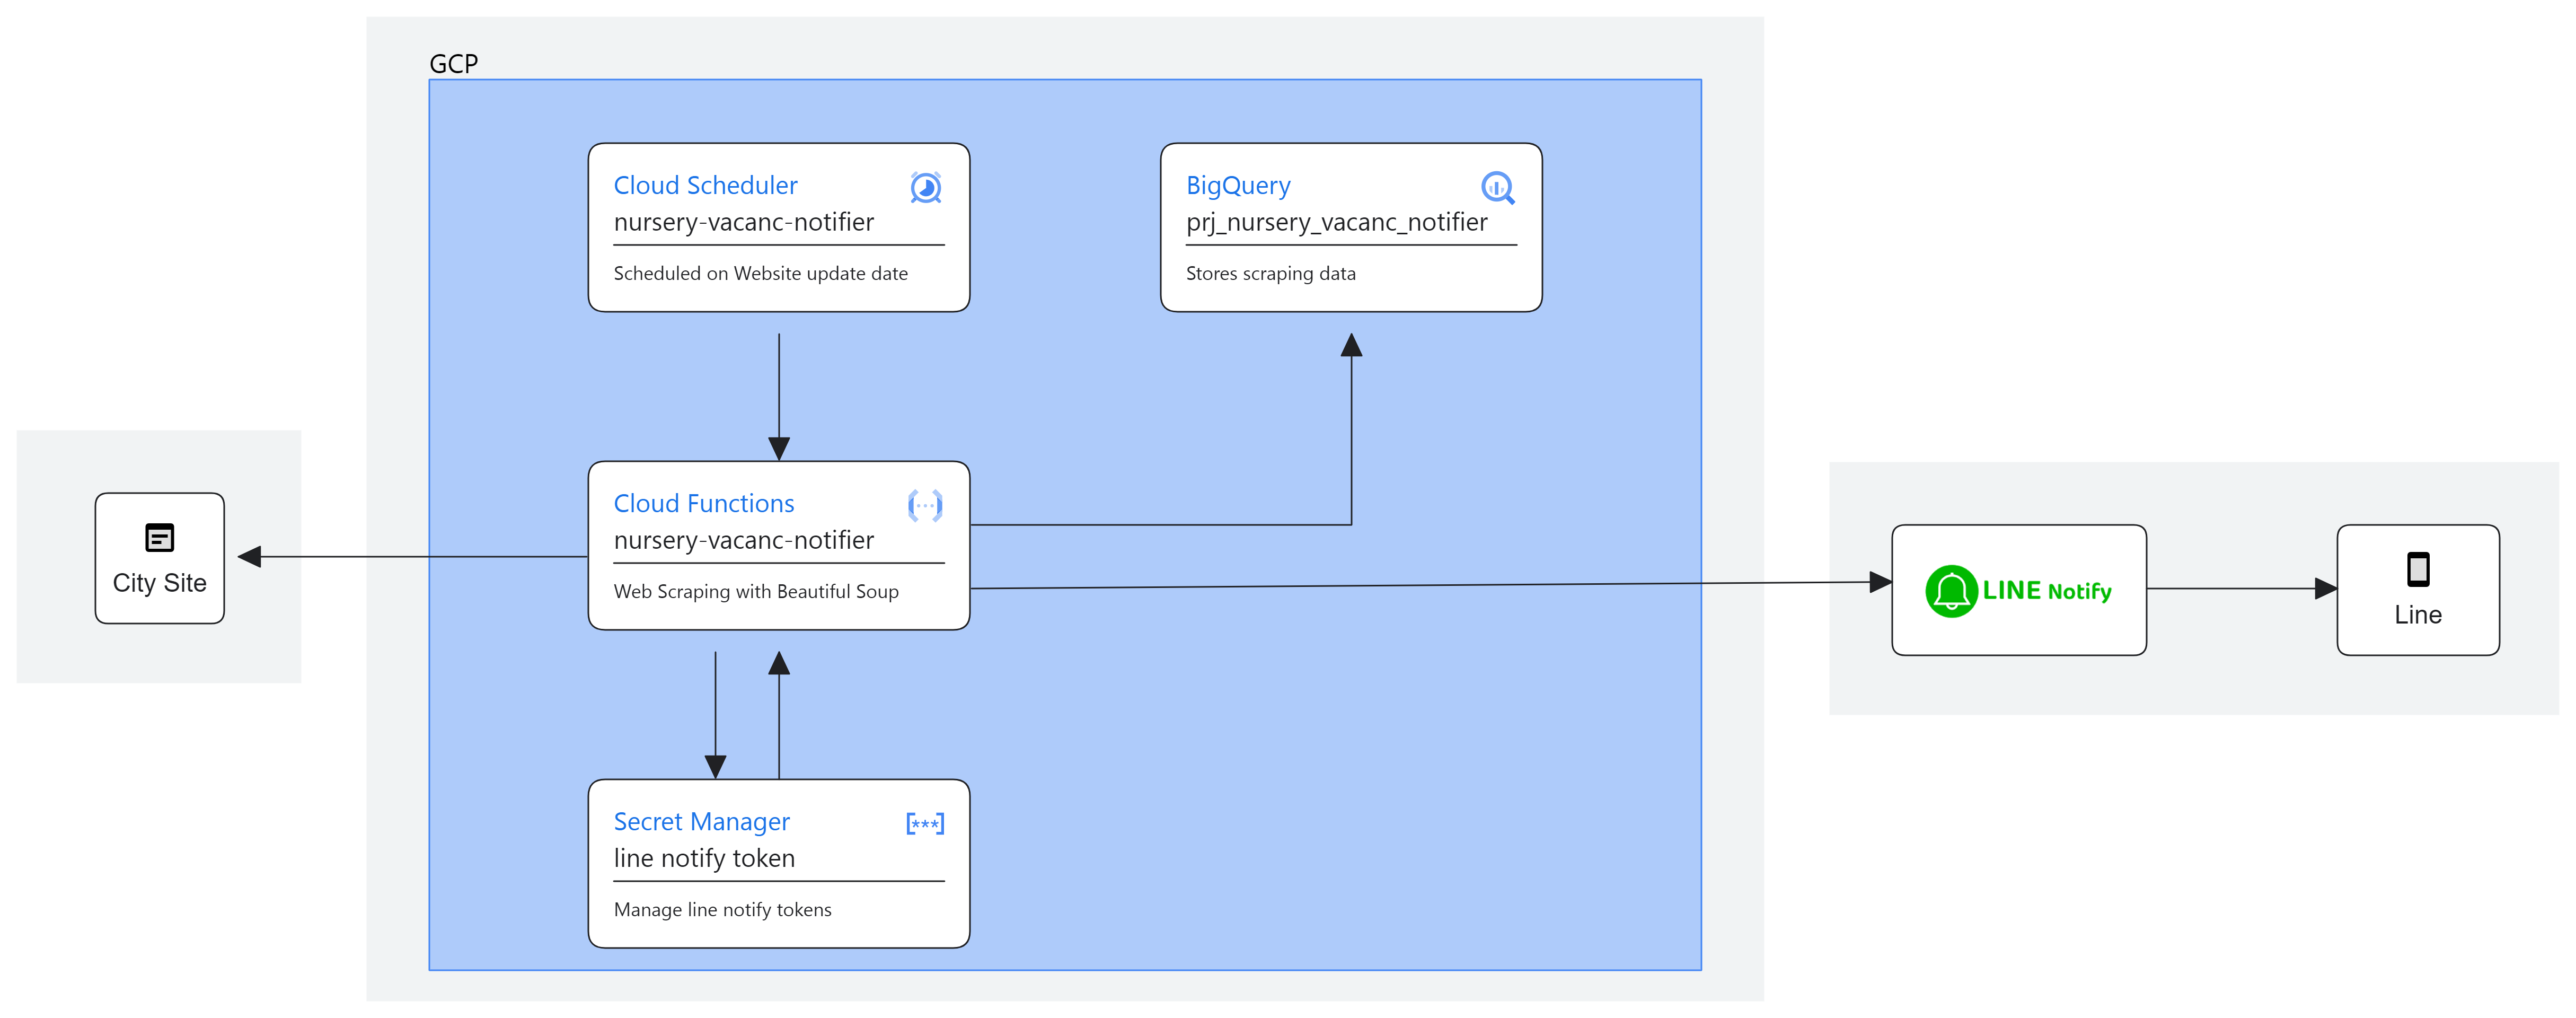 GCP
Cloud Scheduler
nursery-vacanc-notifier
Scheduled on Website update date
BigQuery
prj_nursery_vacanc_notifier
Stores scraping data
City Site
Cloud Functions
nursery-vacanc-notifier
Web Scraping with Beautiful Soup
LINE Notify
Line
Secret Manager
[***]
line notify token
Manage line notify tokens